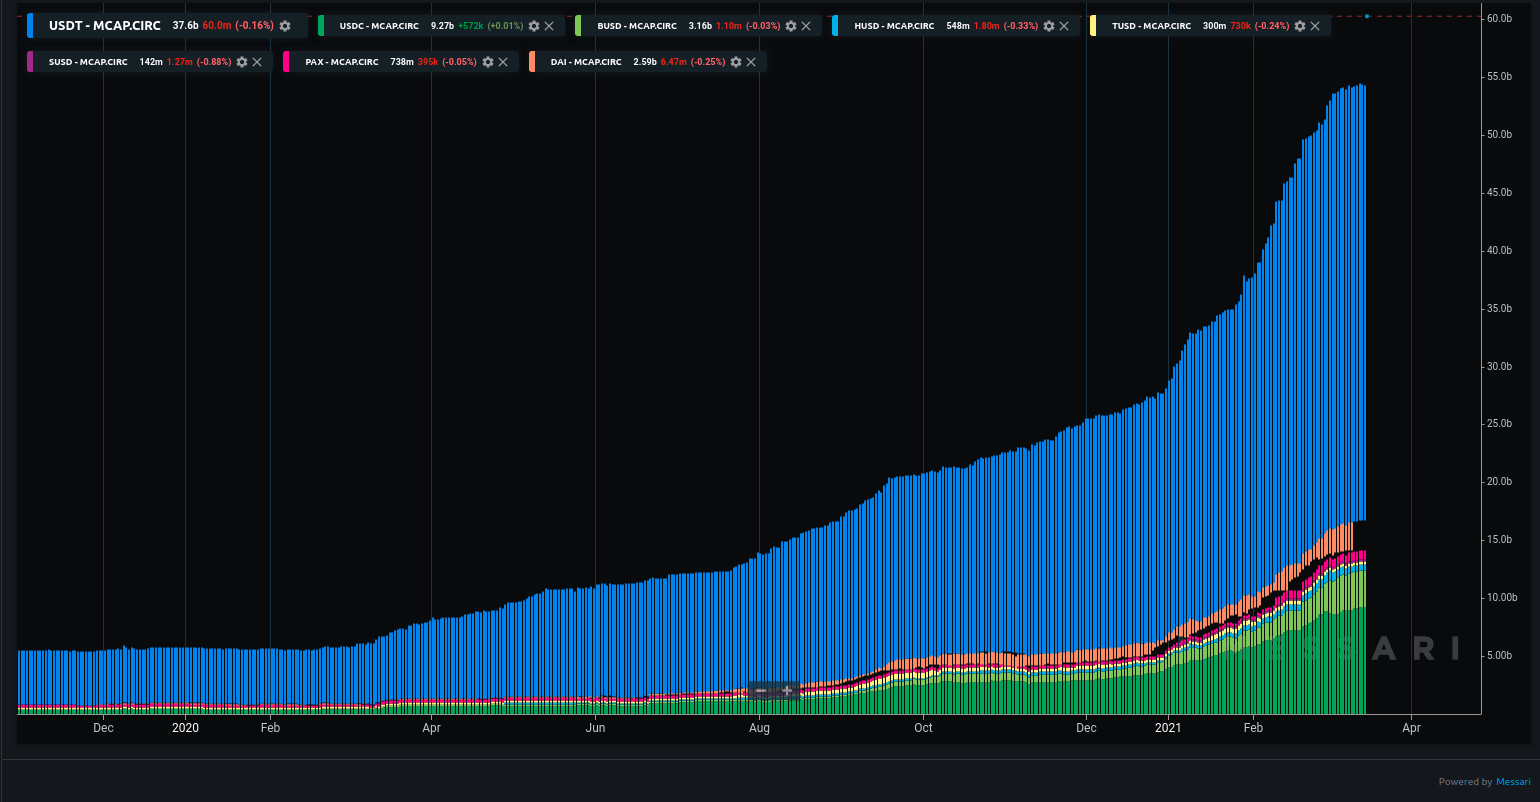 USDT - MCAP.CIRC 37.6b 60.0m (-0.16%)
USDC - MCAP.CIRC 9.27b +572k (+0.01%)
BUSD - MCAP.CIRC 3.16b 1.10m (-0.03%)
HUSD - MCAP.CIRC 548m 1.80m (-0.33%)
TUSD - MCAP.CIRC 300m 730k (-0.24%)
SUSD - MCAP.CIRC 142m 1.27m (-0.88%)
PAX - MCAP.CIRC 738m 395k (-0.05%)
DAI - MCAP.CIRC 2.59b 6.47m (-0.25%)
60.0b
55.0b
50.0b
45.0b
40.0b
35.0b
30.0b
25.0b
20.0b
15.0b
10.00b
5.00b
ESSARI
Dec 2020 Feb Apr Jun Aug Oct Dec 2021 Feb Apr
Powered by Messari